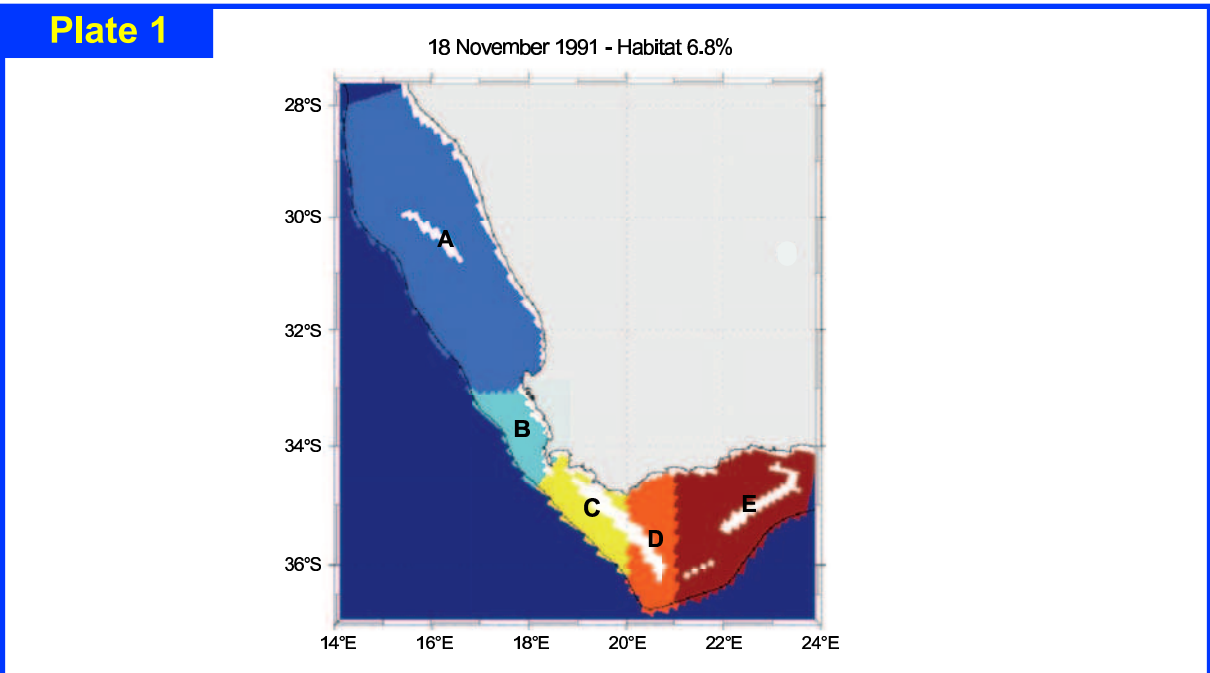 Plate 1
18 November 1991 - Habitat 6.8%
28°S
30°S
A
32°S
B
34°S
C
E
D
36°S
14°E 16°E 18°E 20°E 22°E 24°E